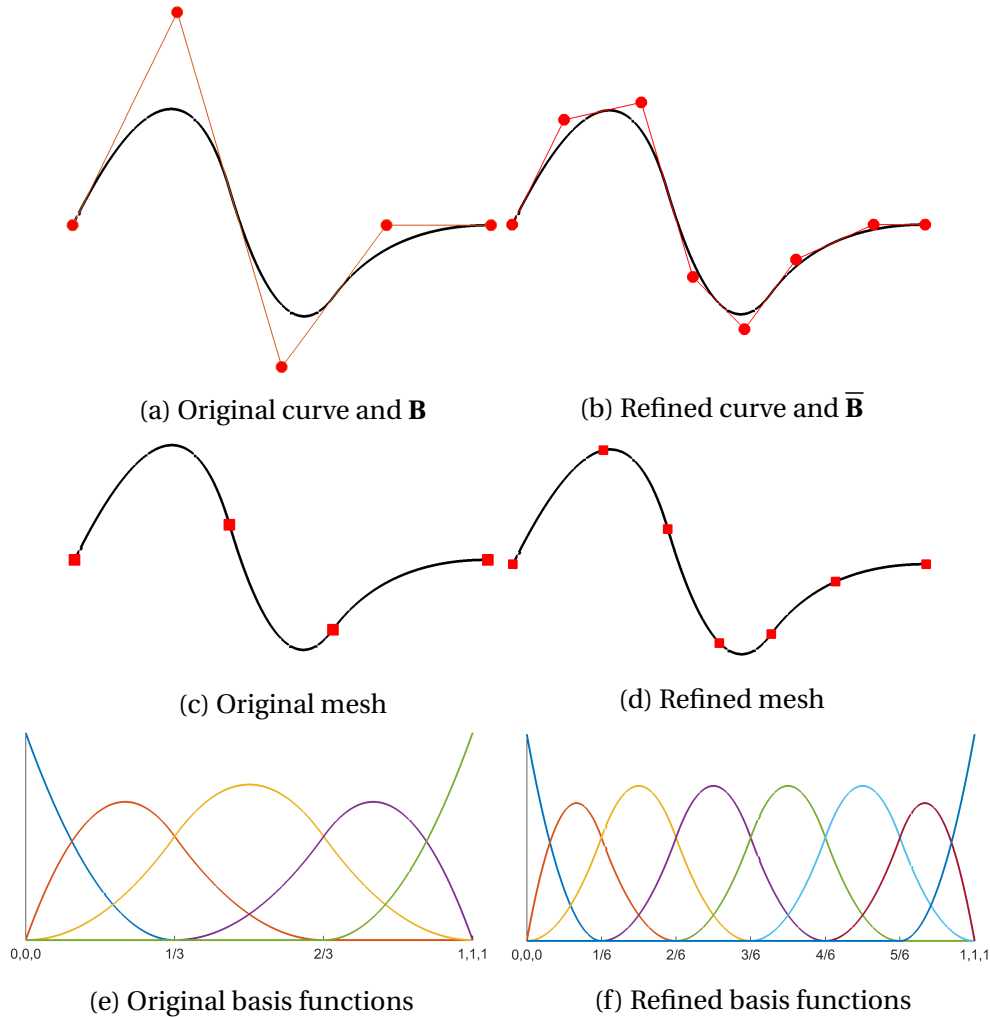 (a) Original curve and B
(b) Refined curve and B̅
(c) Original mesh
(d) Refined mesh
0,0,0 1/3 2/3 1,1,1
0,0,0 1/6 2/6 3/6 4/6 5/6 1,1,1
(e) Original basis functions
(f) Refined basis functions